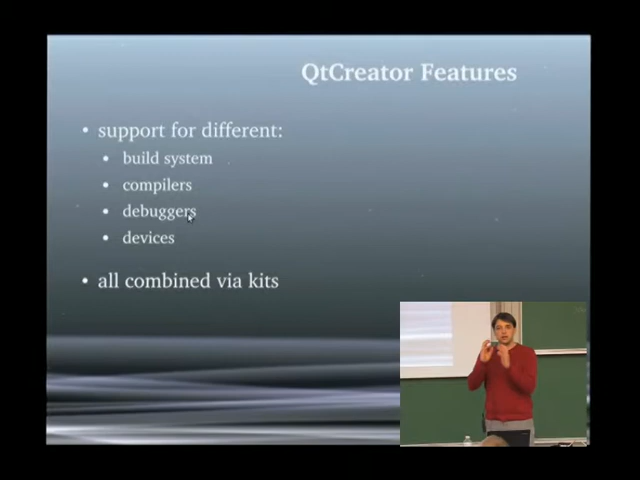 QtCreator Features
• support for different:
• build system
• compilers
• debuggers
• devices
• all combined via kits